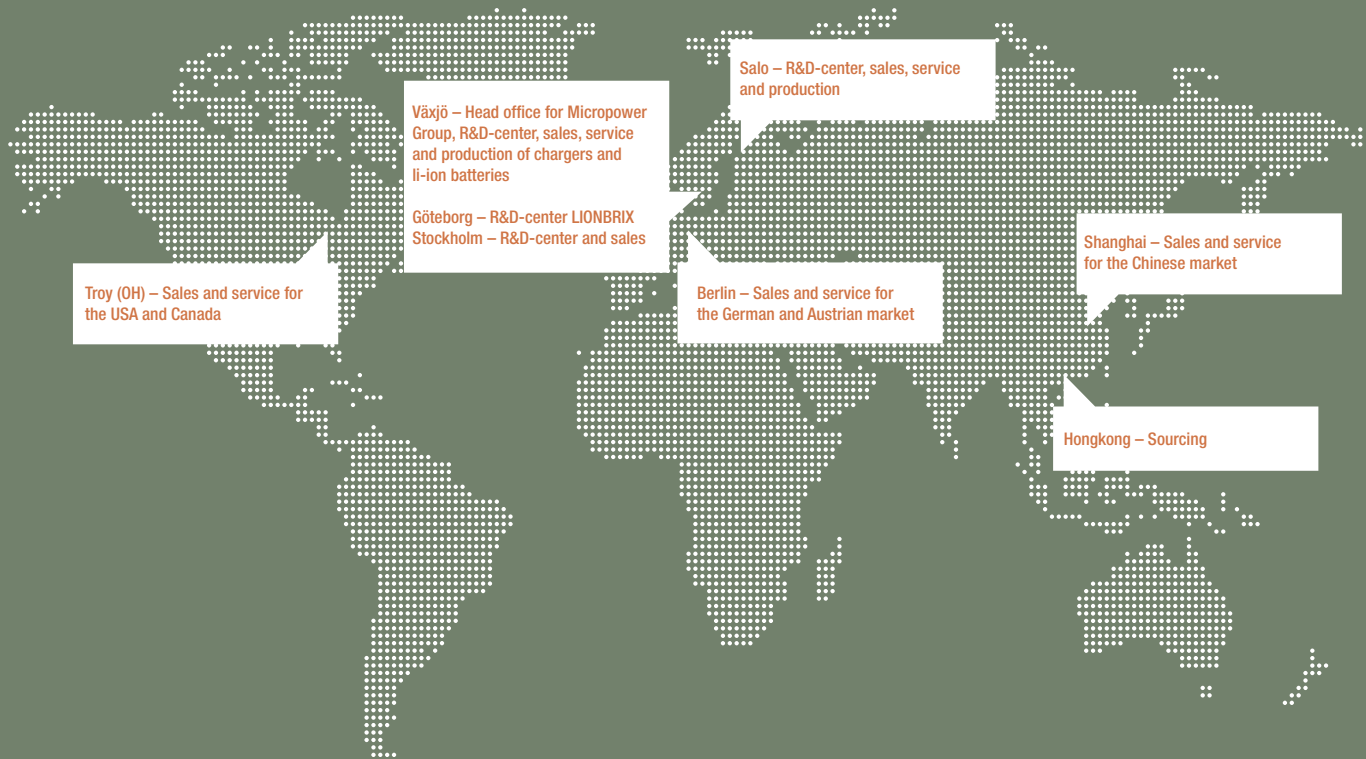 Salo – R&D-center, sales, service
and production
Växjö – Head office for Micropower
Group, R&D-center, sales, service
and production of chargers and
li-ion batteries
Göteborg – R&D-center LIONBRIX
Stockholm – R&D-center and sales
Shanghai – Sales and service
for the Chinese market
Troy (OH) – Sales and service for
the USA and Canada
Berlin – Sales and service for
the German and Austrian market
Hongkong – Sourcing